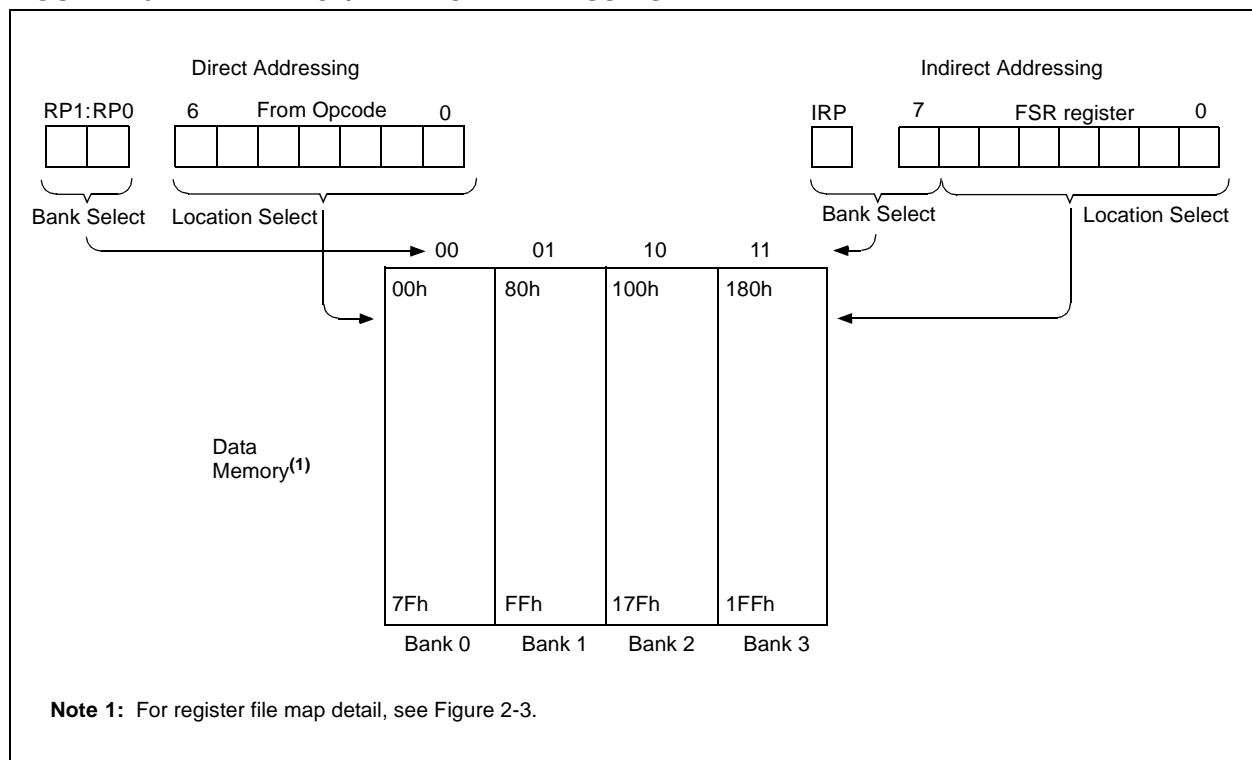 Direct Addressing
Indirect Addressing
RP1:RP0 6 From Opcode 0
IRP 7 FSR register 0
Bank Select Location Select
Bank Select Location Select
00 01 10 11
00h 80h 100h 180h
Data
Memory(1)
7Fh FFh 17Fh 1FFh
Bank 0 Bank 1 Bank 2 Bank 3
Note 1: For register file map detail, see Figure 2-3.